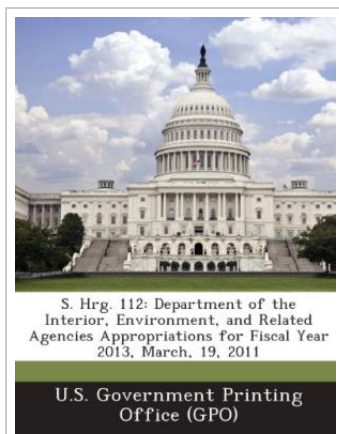 S. Hrg. 112: Department of the
Interior, Environment, and Related
Agencies Appropriations for Fiscal Year
2013, March, 19, 2011
U.S. Government Printing
Office (GPO)